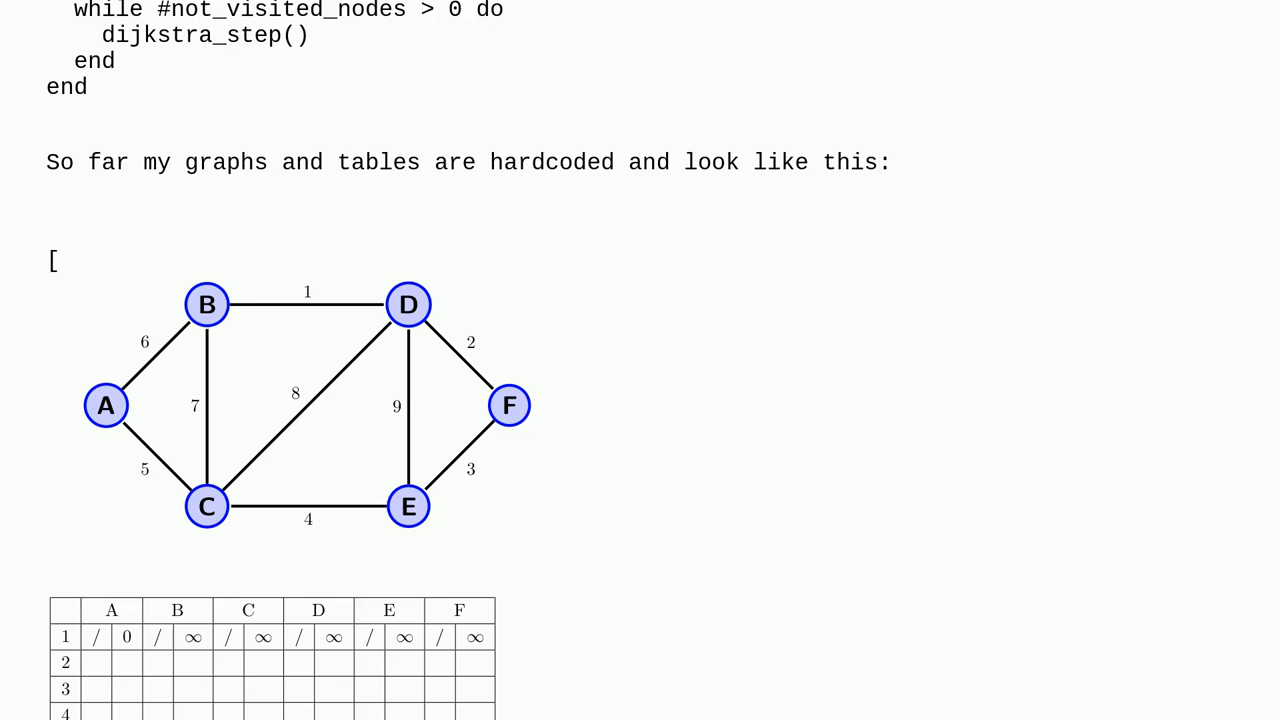 while #not_visited_nodes > 0 do
dijkstra_step()
end
end
So far my graphs and tables are hardcoded and look like this:
[
B 1 D
6 2
7 8 9
A F
5 3
C 4 E
A B C D E F
1 / 0 / ∞ / ∞ / ∞ / ∞ / ∞
2
3
4